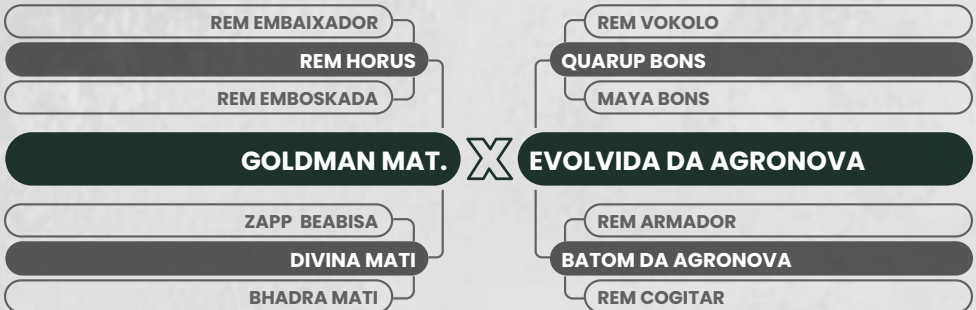 REM EMBAIXADOR
REM HORUS
REM EMBOSKADA
GOLDMAN MAT.
ZAPP BEABISA
DIVINA MATI
BHADRA MATI
X
REM VOKOLO
QUARUP BONS
MAYA BONS
EVOLVIDA DA AGRONOVA
REM ARMADOR
BATOM DA AGRONOVA
REM COGITAR